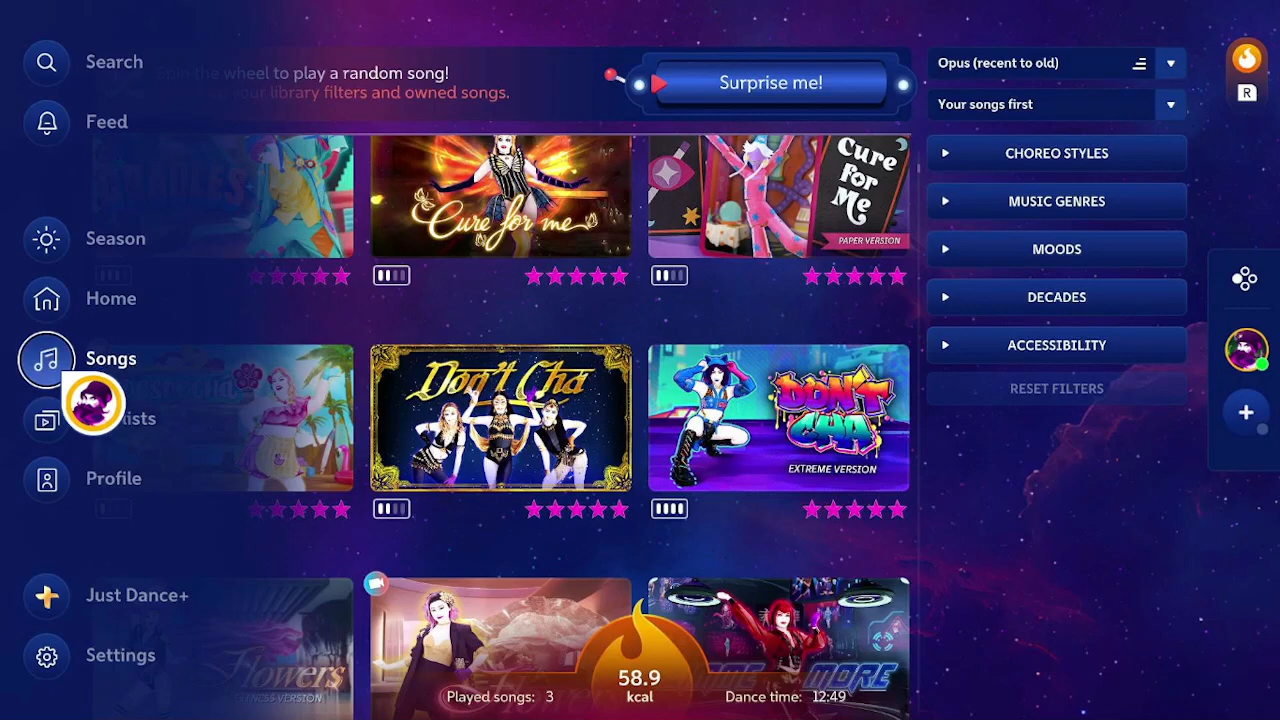 Search
Spin the wheel to play a random song!
your library filters and owned songs.
Surprise me!
Opus (recent to old)
R
Feed
Your songs first
CHOREO STYLES
Cure for me
Cure
for
Me
PAPER VERSION
MUSIC GENRES
Season
MOODS
Home
DECADES
Songs
ACCESSIBILITY
Don't Cha
DON'T
CHA
EXTREME VERSION
RESET FILTERS
Profile
Just Dance+
Settings
Flowers
MORE
58.9
kcal
Played songs: 3
Dance time: 12:49